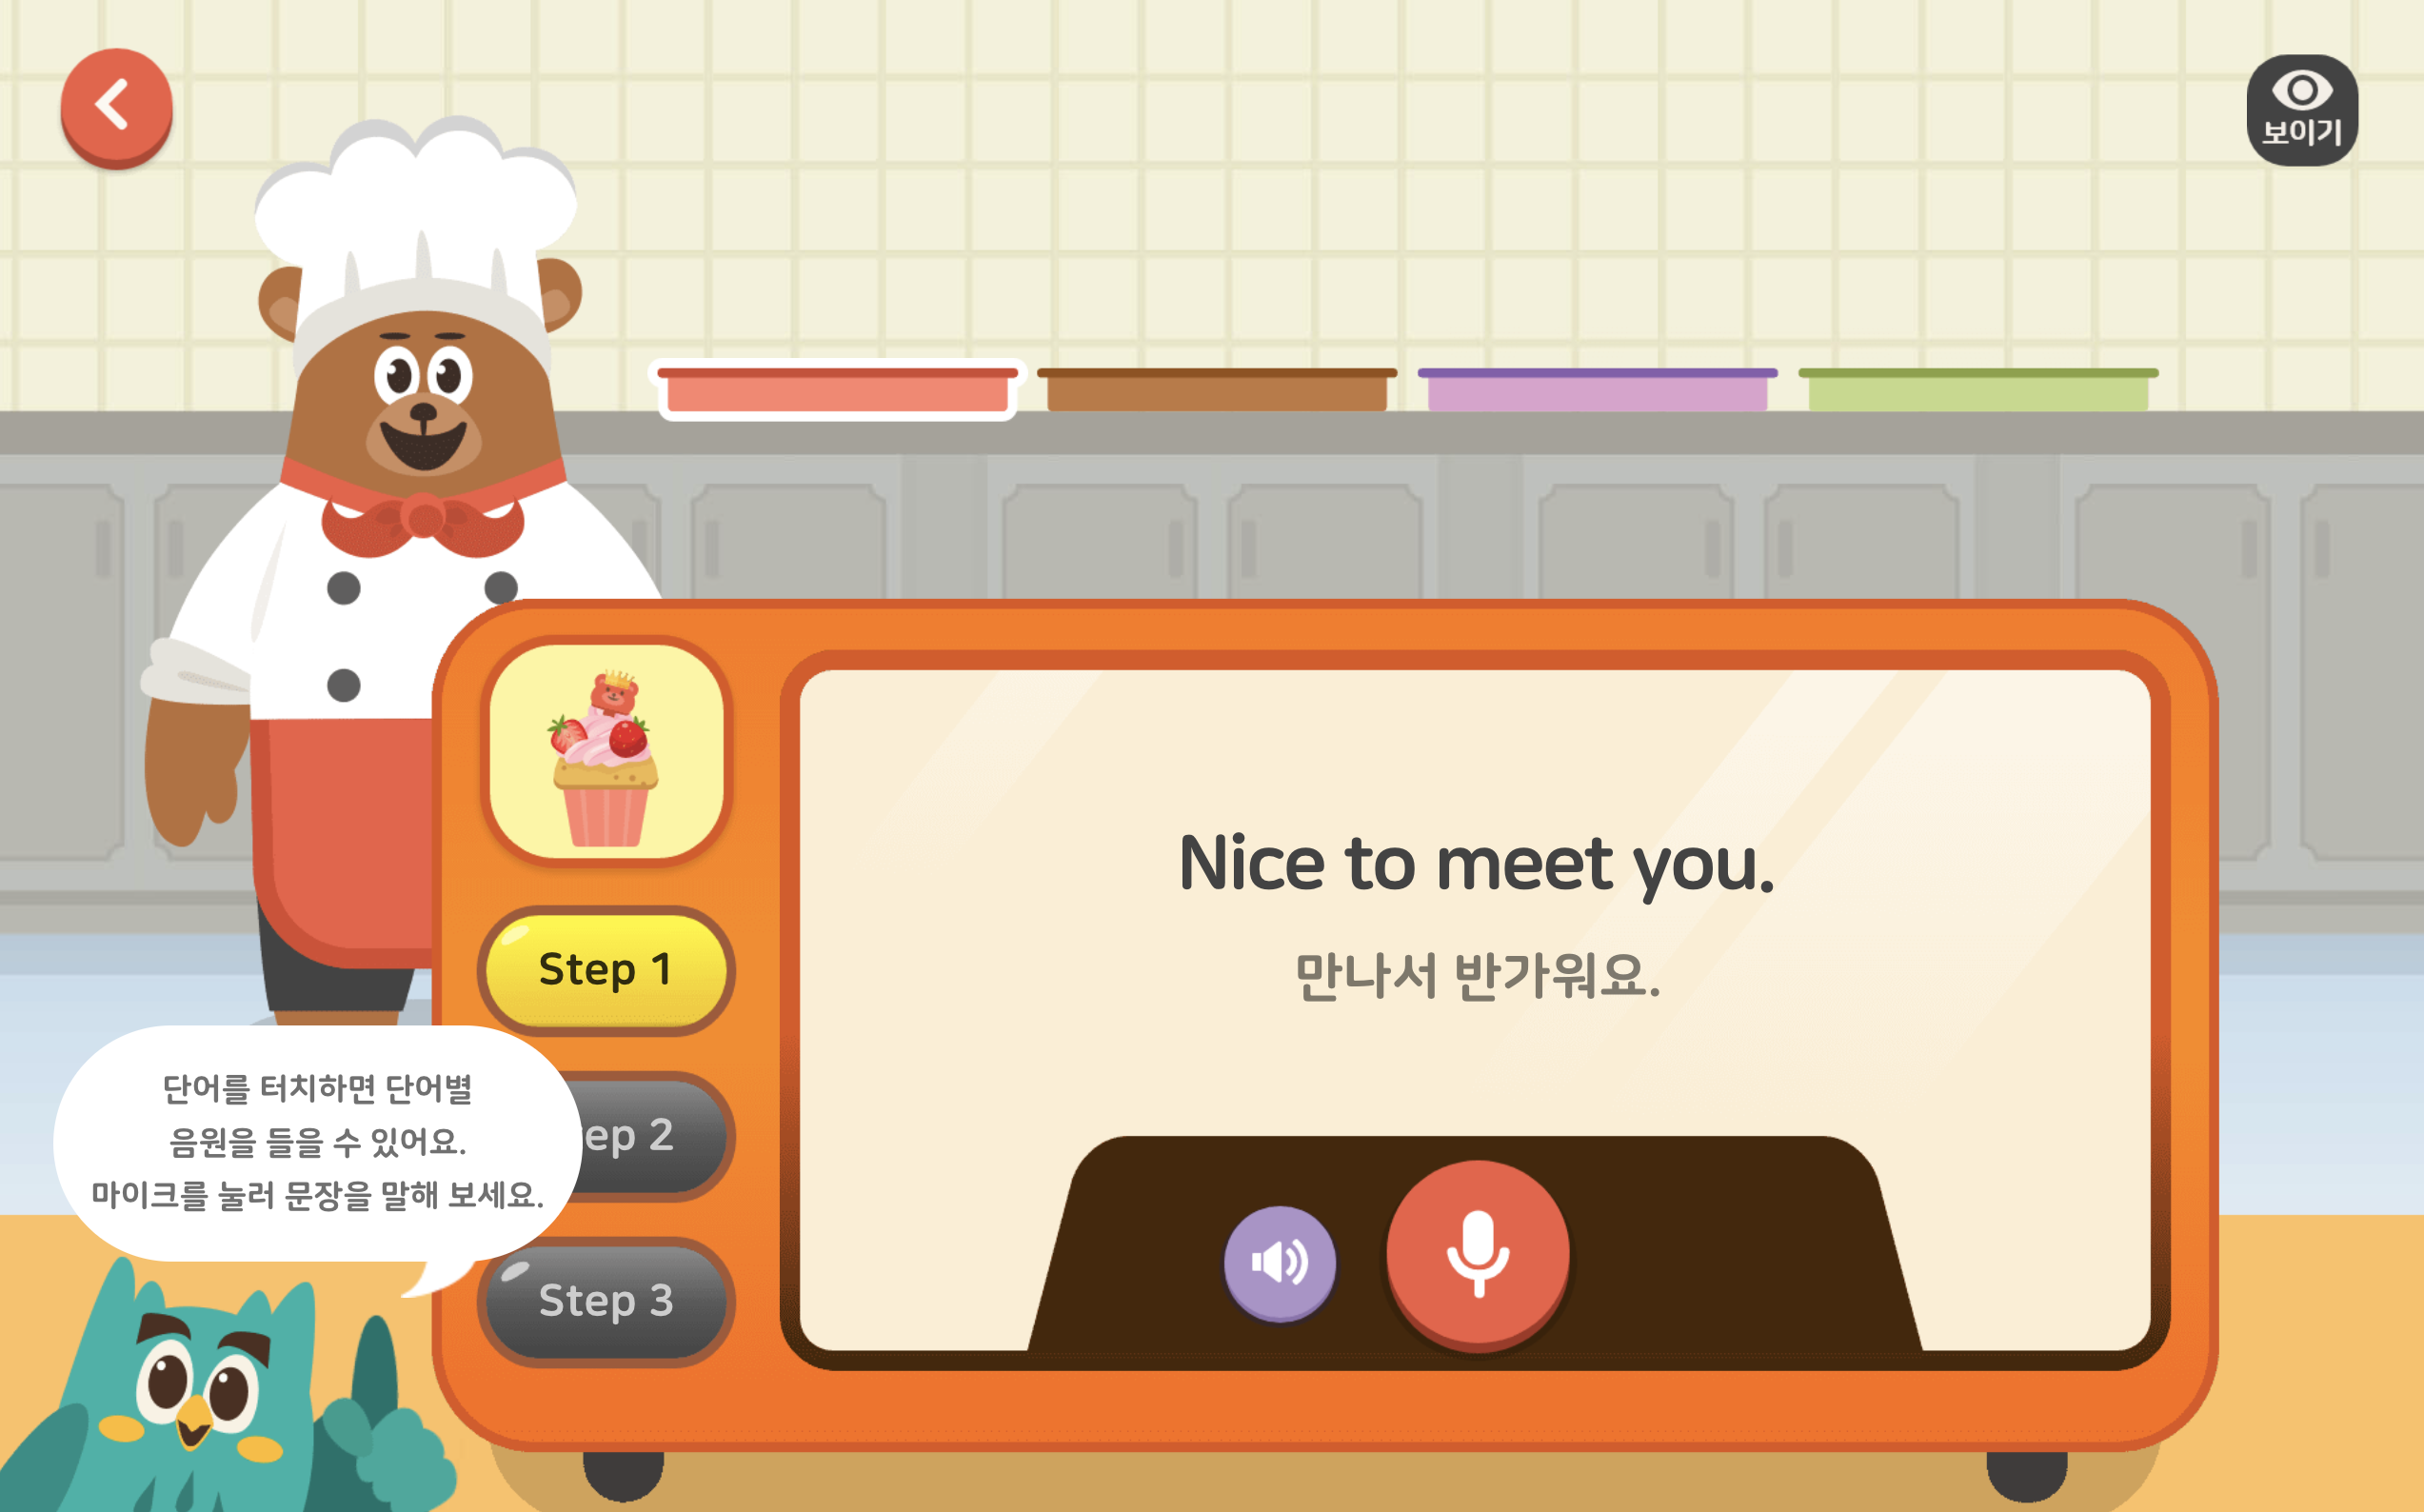 보이기
Nice to meet you.
만나서 반가워요.
Step 1
ep 2
Step 3
단어를 터치하면 단어별
음원을 들을 수 있어요.
마이크를 눌러 문장을 말해 보세요.